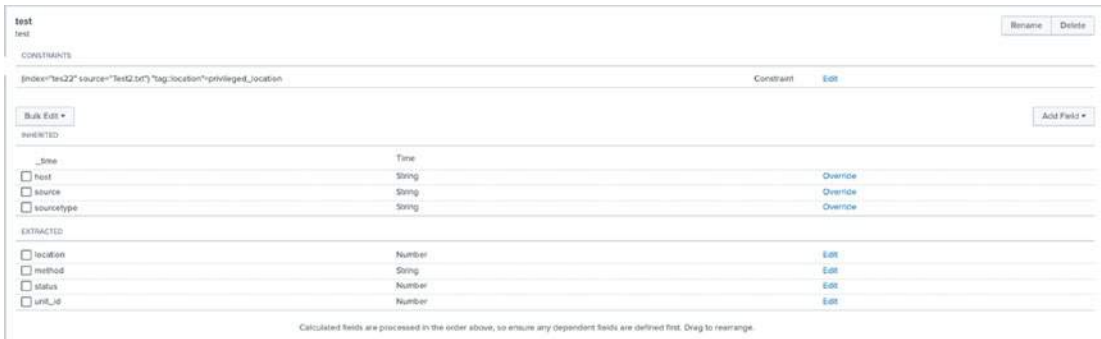 test
test
Rename Delete
CONSTRAINTS
(index="tes22" source="Test2.txt") "tag::location"=privileged_location Constraint Edit
Bulk Edit Add Field
INHERITED
_time Time
host String Override
source String Override
sourcetype String Override
EXTRACTED
location Number Edit
method String Edit
status Number Edit
unit_id Number Edit
Calculated fields are processed in the order above, so ensure any dependent fields are defined first. Drag to rearrange.